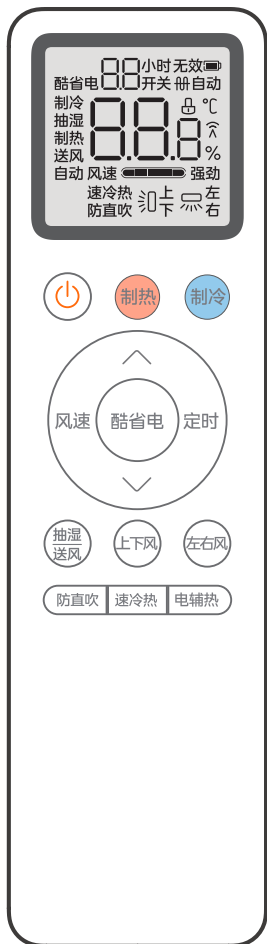 88 小时 无效
酷省电 开关 自动
制冷
抽湿
制热
送风
自动
88.8
℃
%
风速 强劲
速冷热 上 左
防直吹 下 右
制热 制冷
风速 酷省电 定时
抽湿
送风
上下风 左右风
防直吹 速冷热 电辅热